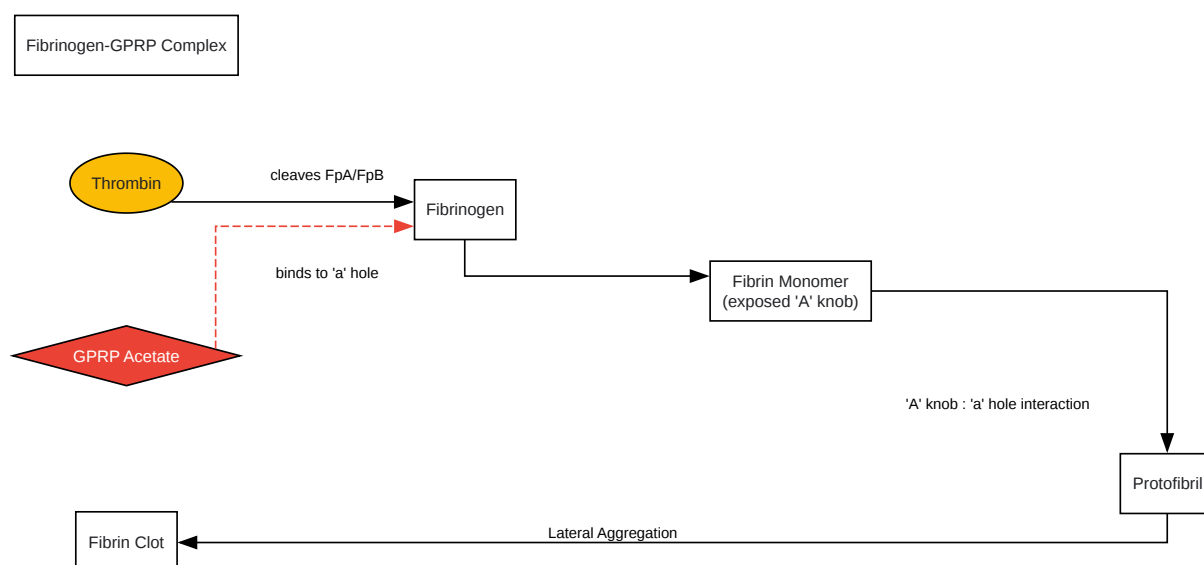 Fibrinogen-GPRP Complex
Thrombin
cleaves FpA/FpB
Fibrinogen
binds to 'a' hole
Fibrin Monomer
(exposed 'A' knob)
GPRP Acetate
'A' knob : 'a' hole interaction
Protofibril
Lateral Aggregation
Fibrin Clot